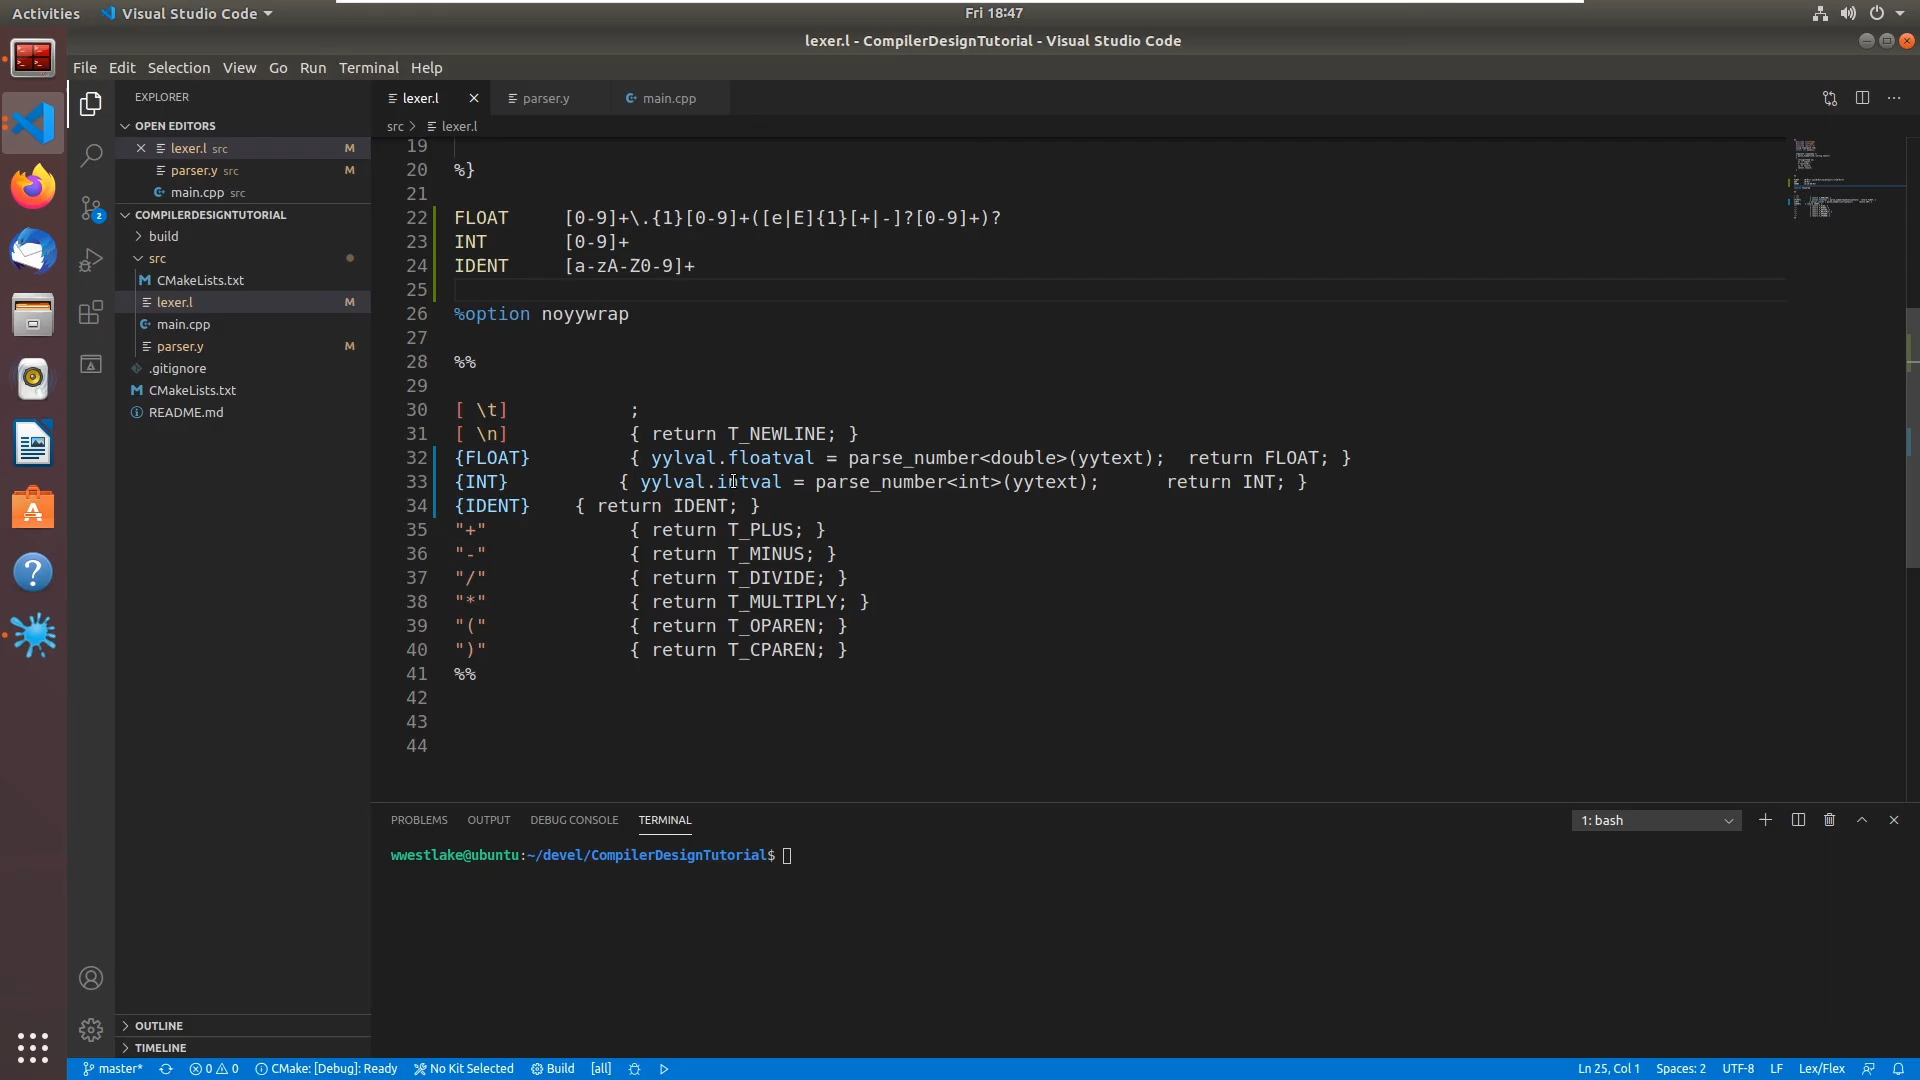 Activities
Visual Studio Code
Fri 18:47
lexer.l - CompilerDesignTutorial - Visual Studio Code
File Edit Selection View Go Run Terminal Help
EXPLORER
OPEN EDITORS
lexer.l src M
parser.y src M
main.cpp src
COMPILERDESIGNTUTORIAL
build
src
CMakeLists.txt
lexer.l M
main.cpp
parser.y M
.gitignore
CMakeLists.txt
README.md
OUTLINE
TIMELINE
lexer.l parser.y main.cpp
src > lexer.l
19
20 %}
21
22 FLOAT [0-9]+\.{1}[0-9]+([e|E]{1}[+|-]?[0-9]+)?
23 INT [0-9]+
24 IDENT [a-zA-Z0-9]+
25
26 %option noyywrap
27
28 %%
29
30 [ \t] ;
31 [ \n] { return T_NEWLINE; }
32 {FLOAT} { yylval.floatval = parse_number<double>(yytext); return FLOAT; }
33 {INT} { yylval.intval = parse_number<int>(yytext); return INT; }
34 {IDENT} { return IDENT; }
35 "+" { return T_PLUS; }
36 "-" { return T_MINUS; }
37 "/" { return T_DIVIDE; }
38 "*" { return T_MULTIPLY; }
39 "(" { return T_OPAREN; }
40 ")" { return T_CPAREN; }
41 %%
42
43
44
PROBLEMS OUTPUT DEBUG CONSOLE TERMINAL
1: bash
wwestlake@ubuntu:~/devel/CompilerDesignTutorial$
2
master* 0 0 CMake: [Debug]: Ready No Kit Selected Build [all]
Ln 25, Col 1 Spaces: 2 UTF-8 LF Lex/Flex